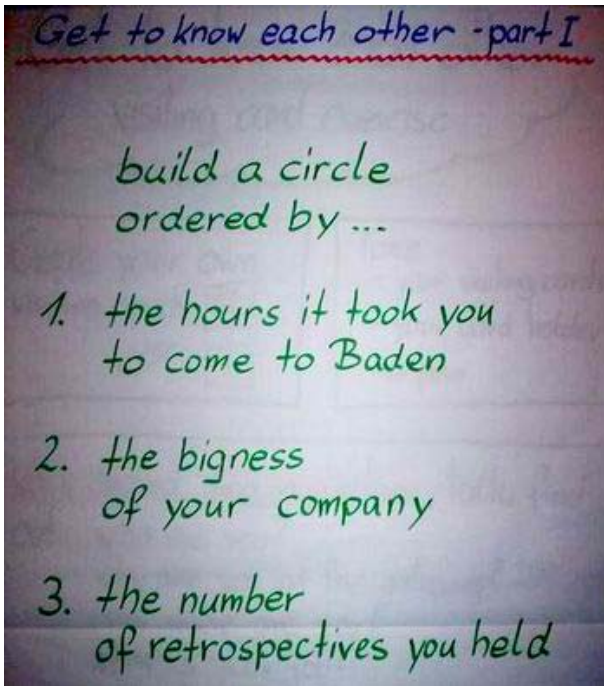 Get to know each other - part I
build a circle
ordered by ...
1. the hours it took you
to come to Baden
2. the bigness
of your company
3. the number
of retrospectives you held